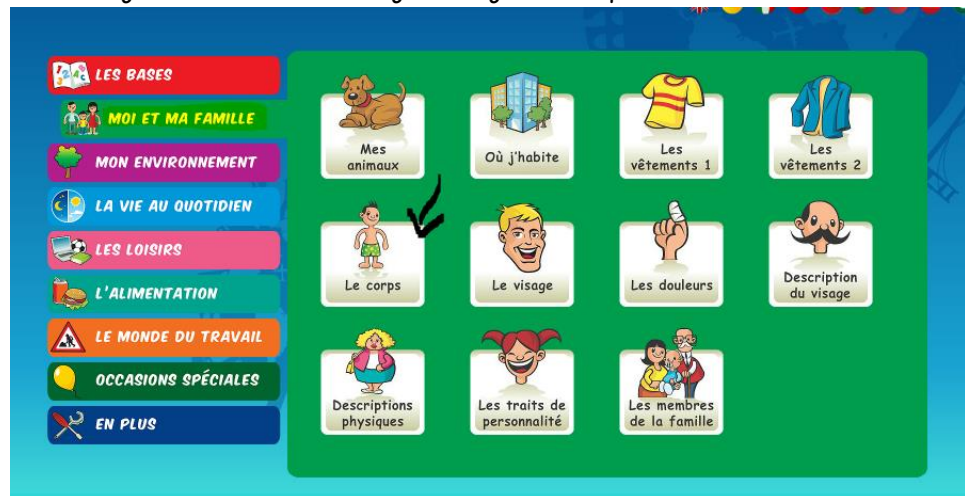 LES BASES
MOI ET MA FAMILLE
MON ENVIRONNEMENT
LA VIE AU QUOTIDIEN
LES LOISIRS
L'ALIMENTATION
LE MONDE DU TRAVAIL
OCCASIONS SPÉCIALES
EN PLUS
Mes
animaux
Où j'habite
Les
vêtements 1
Les
vêtements 2
Le corps
Le visage
Les douleurs
Description
du visage
Descriptions
physiques
Les traits de
personnalité
Les membres
de la famille